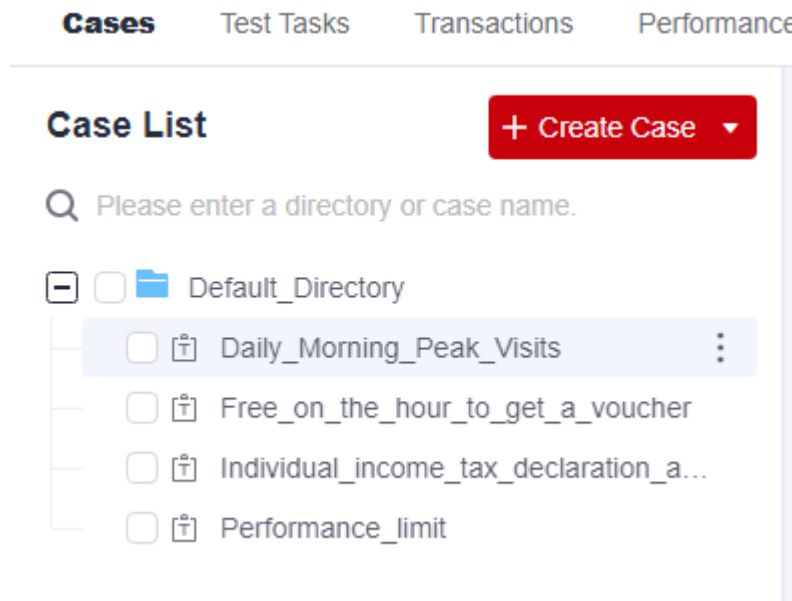 Cases Test Tasks Transactions Performance
Case List + Create Case
Please enter a directory or case name.
Default_Directory
Daily_Morning_Peak_Visits
Free_on_the_hour_to_get_a_voucher
Individual_income_tax_declaration_a...
Performance_limit